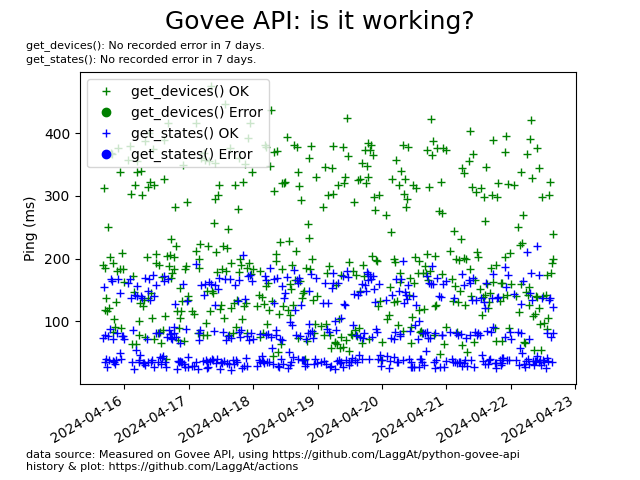 Govee API: is it working?
get_devices(): No recorded error in 7 days.
get_states(): No recorded error in 7 days.
get_devices() OK
get_devices() Error
get_states() OK
get_states() Error
Ping (ms)
400
300
200
100
2024-04-16
2024-04-17
2024-04-18
2024-04-19
2024-04-20
2024-04-21
2024-04-22
2024-04-23
data source: Measured on Govee API, using https://github.com/LaggAt/python-govee-api
history & plot: https://github.com/LaggAt/actions